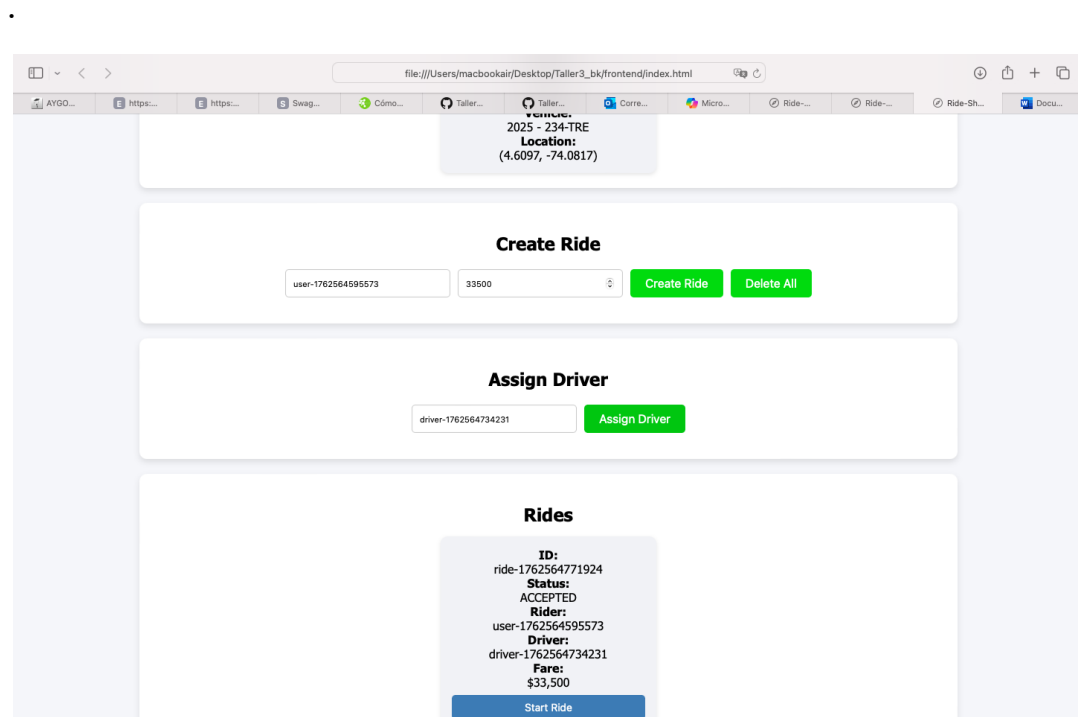 file:///Users/macbookair/Desktop/Taller3_bk/frontend/index.html
AYGO... https:... https:... Swag... Cómo... Taller... Taller... Corre... Micro... Ride-... Ride-... Ride-Sh... Docu...
Vehicle:
2025 - 234-TRE
Location:
(4.6097, -74.0817)
Create Ride
user-1762564595573 33500 Create Ride Delete All
Assign Driver
driver-1762564734231 Assign Driver
Rides
ID:
ride-1762564771924
Status:
ACCEPTED
Rider:
user-1762564595573
Driver:
driver-1762564734231
Fare:
$33,500
Start Ride